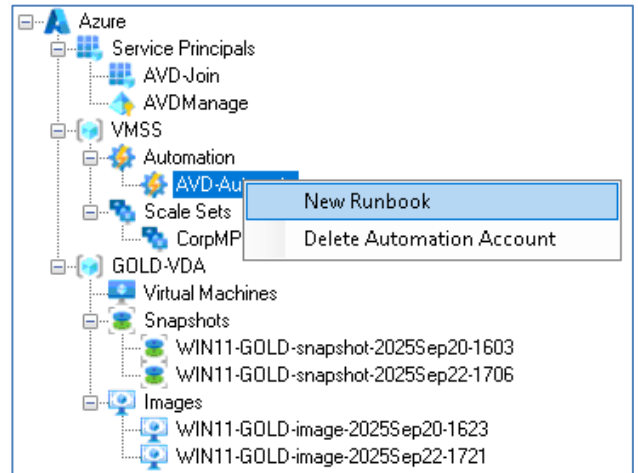 Azure
Service Principals
AVD-Join
AVDManage
VMSS
Automation
New Runbook
Scale Sets
CorpMP
Delete Automation Account
GOLD-VDA
Virtual Machines
Snapshots
WIN11-GOLD-snapshot-2025Sep20-1603
WIN11-GOLD-snapshot-2025Sep22-1706
Images
WIN11-GOLD-image-2025Sep20-1623
WIN11-GOLD-image-2025Sep22-1721